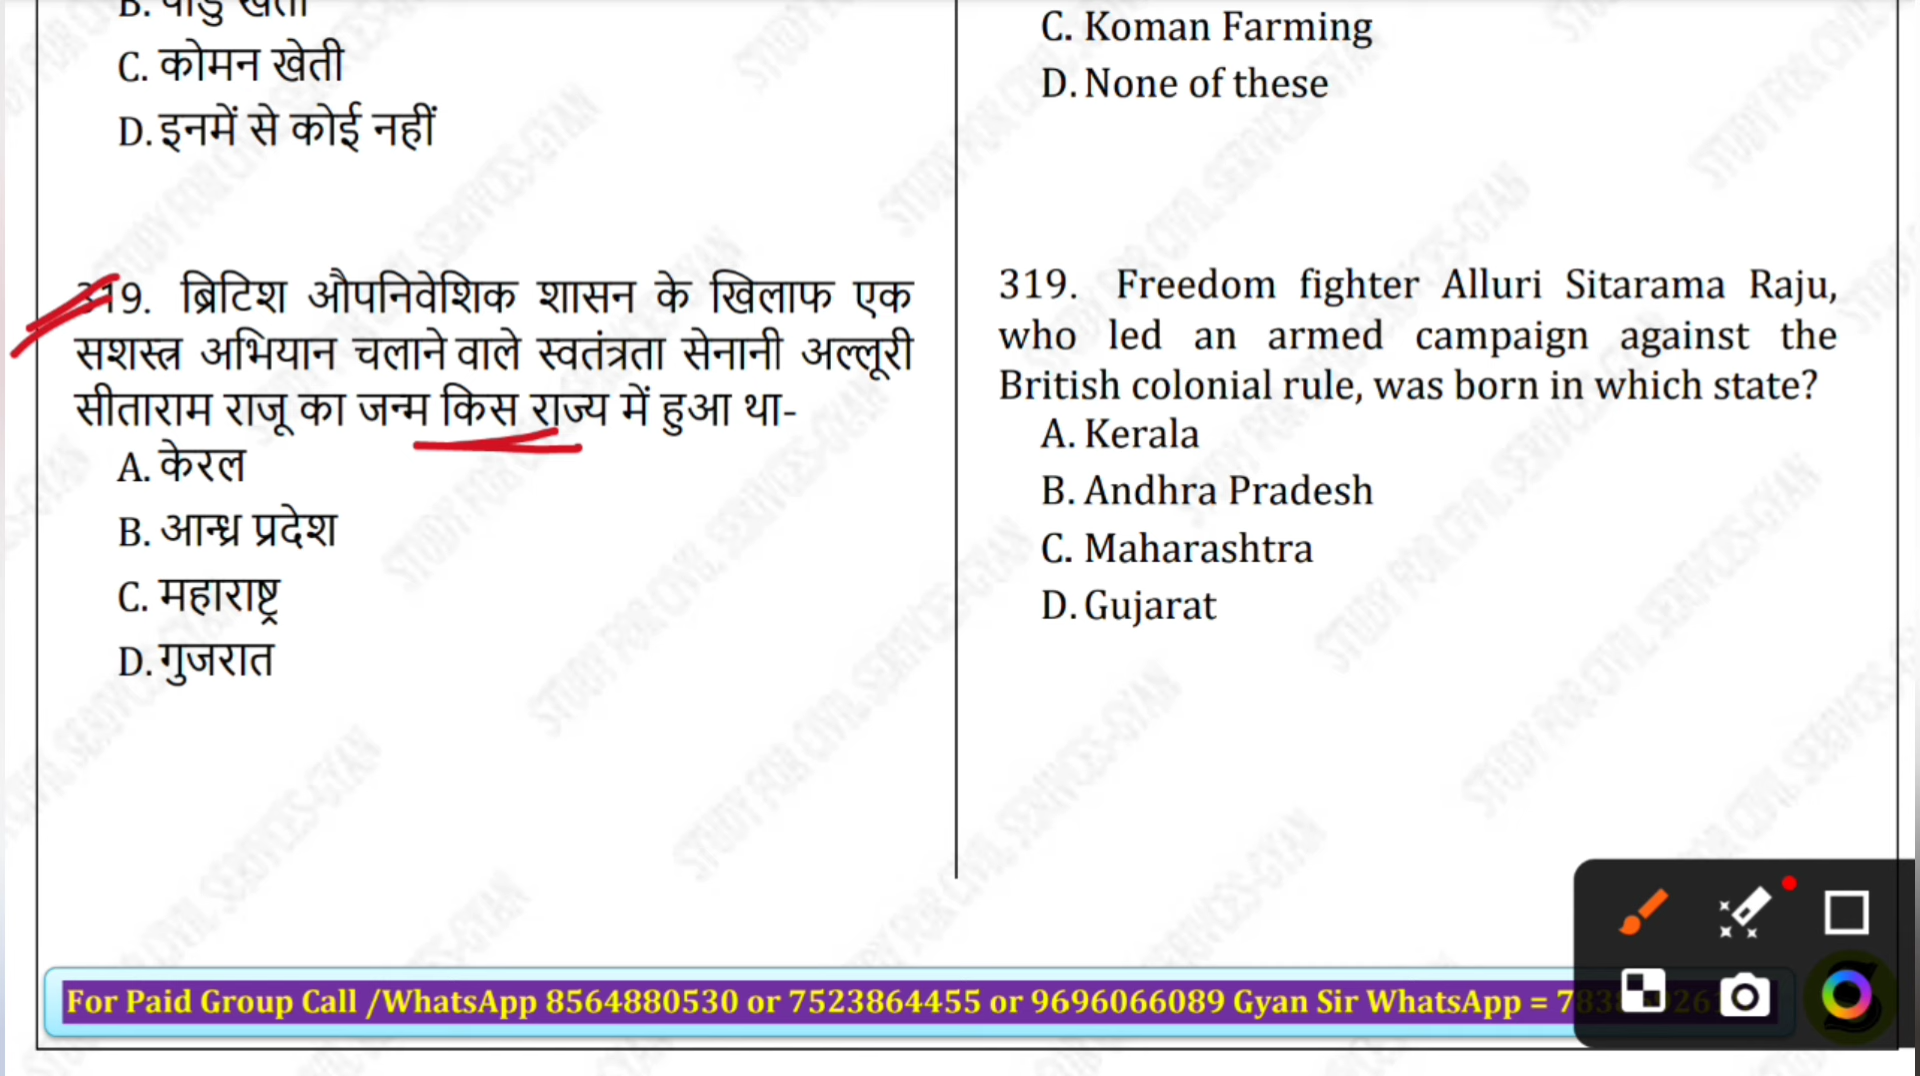 B. पोडु खेती
C. कोमन खेती
D. इनमें से कोई नहीं
319. ब्रिटिश औपनिवेशिक शासन के खिलाफ एक
सशस्त्र अभियान चलाने वाले स्वतंत्रता सेनानी अल्लूरी
सीताराम राजू का जन्म किस राज्य में हुआ था-
A. केरल
B. आन्ध्र प्रदेश
C. महाराष्ट्र
D. गुजरात
C. Koman Farming
D. None of these
319. Freedom fighter Alluri Sitarama Raju,
who led an armed campaign against the
British colonial rule, was born in which state?
A. Kerala
B. Andhra Pradesh
C. Maharashtra
D. Gujarat
For Paid Group Call /WhatsApp 8564880530 or 7523864455 or 9696066089 Gyan Sir WhatsApp =